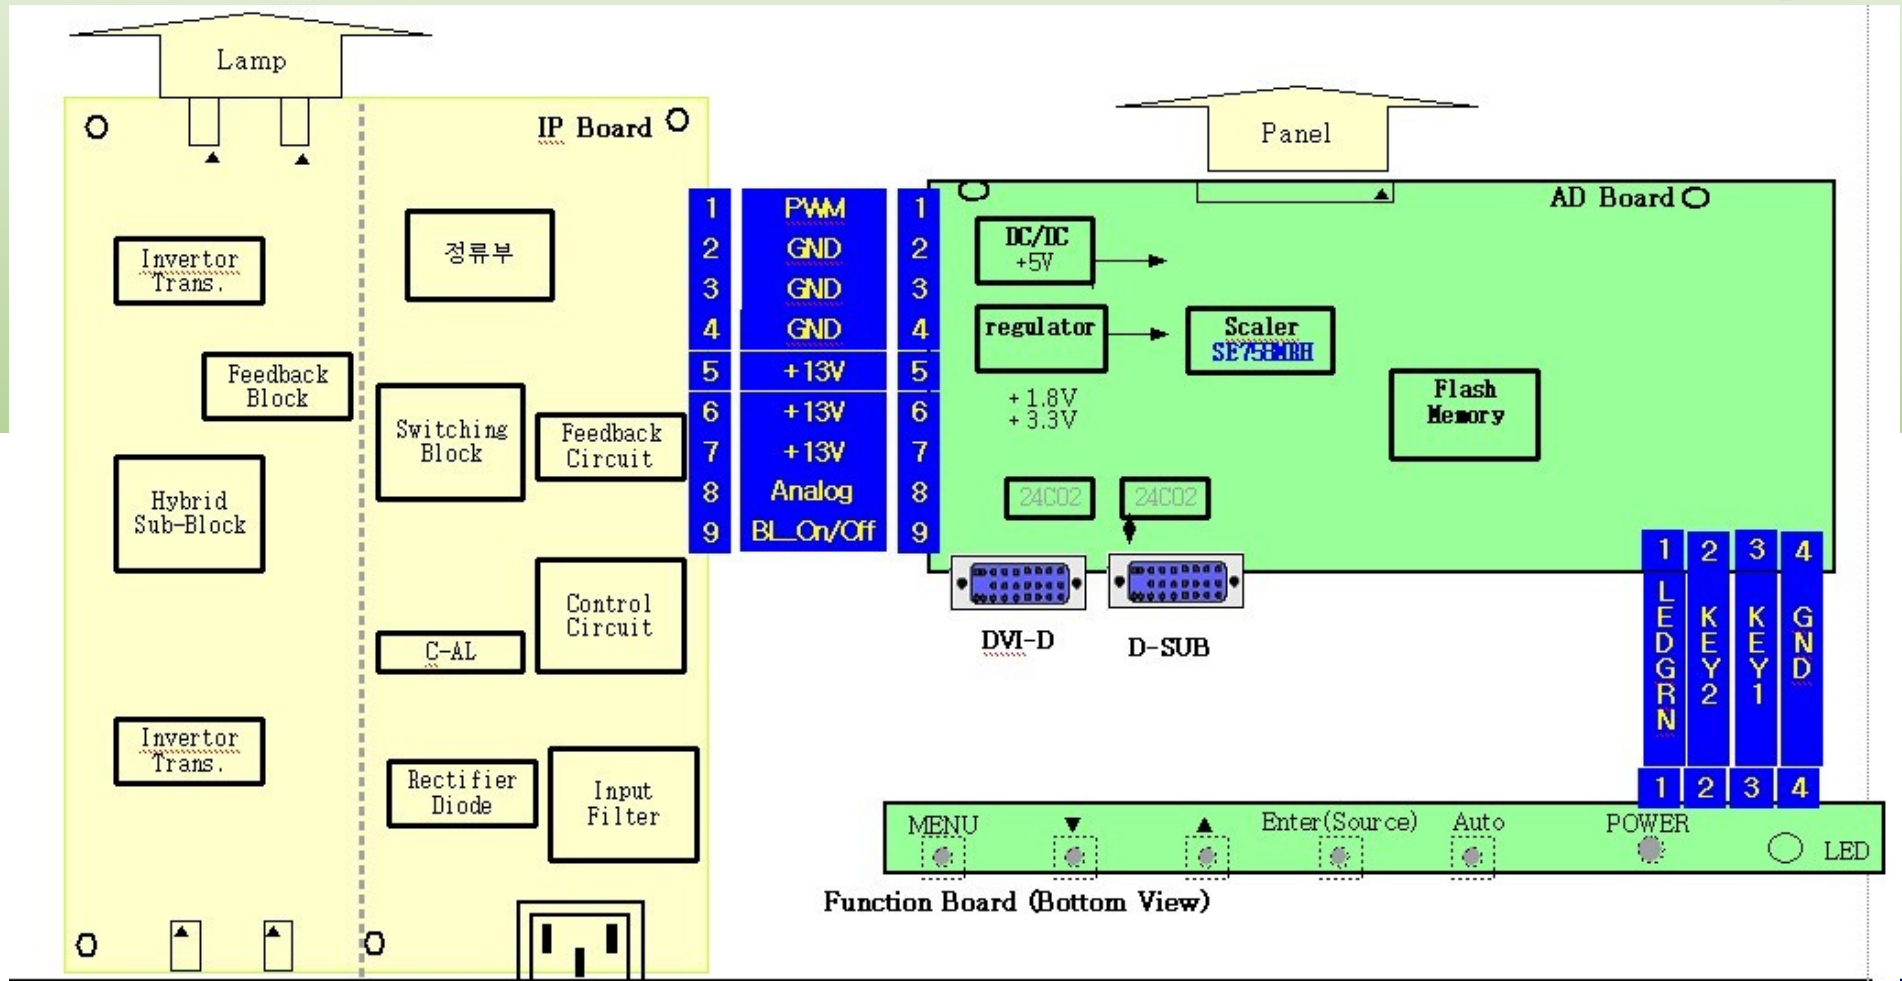 Lamp
IP Board
Invertor
Trans.
정류부
Feedback
Block
Switching
Block
Feedback
Circuit
Hybrid
Sub-Block
Control
Circuit
C-AL
Invertor
Trans.
Rectifier
Diode
Input
Filter
1 PWM 1
2 GND 2
3 GND 3
4 GND 4
5 +13V 5
6 +13V 6
7 +13V 7
8 Analog 8
9 BL_On/Off 9
Panel
AD Board
DC/DC
+5V
regulator
+1.8V
+3.3V
Scaler
SE758MRH
Flash
Memory
24C02
24C02
DVI-D
D-SUB
1 2 3 4
LEDGRN
KEY2
KEY1
GND
1 2 3 4
MENU ▼ ▲ Enter(Source) Auto POWER
LED
Function Board (Bottom View)